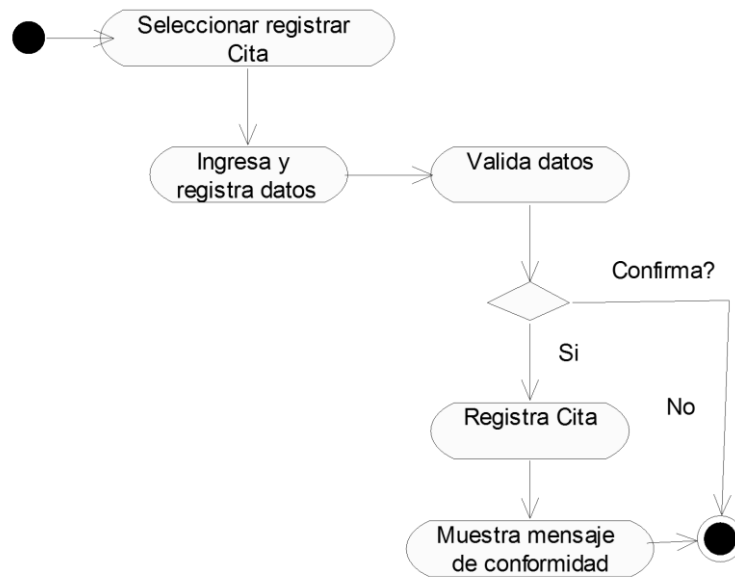 Seleccionar registrar
Cita
Ingresa y
registra datos
Valida datos
Confirma?
Si
Registra Cita
No
Muestra mensaje
de conformidad